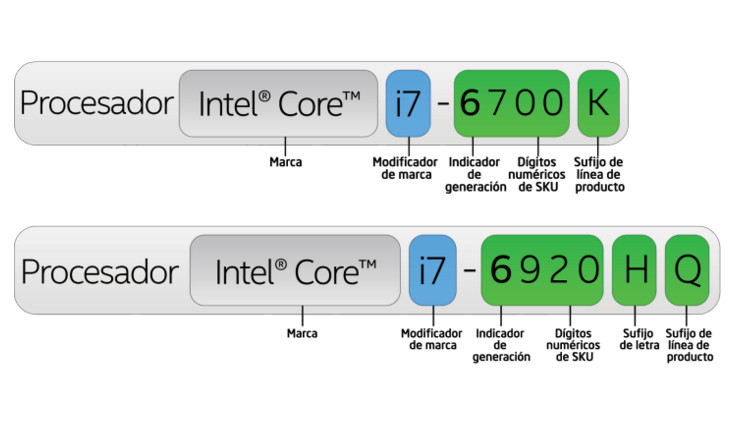 Procesador Intel® Core™ i7 - 6700 K
Marca
Modificador
de marca
Indicador
de
generación
Dígitos
numéricos
de SKU
Sufijo de
línea de
producto
Procesador Intel® Core™ i7 - 6920 H Q
Marca
Modificador
de marca
Indicador
de
generación
Dígitos
numéricos
de SKU
Sufijo
de letra
Sufijo de
línea de
producto